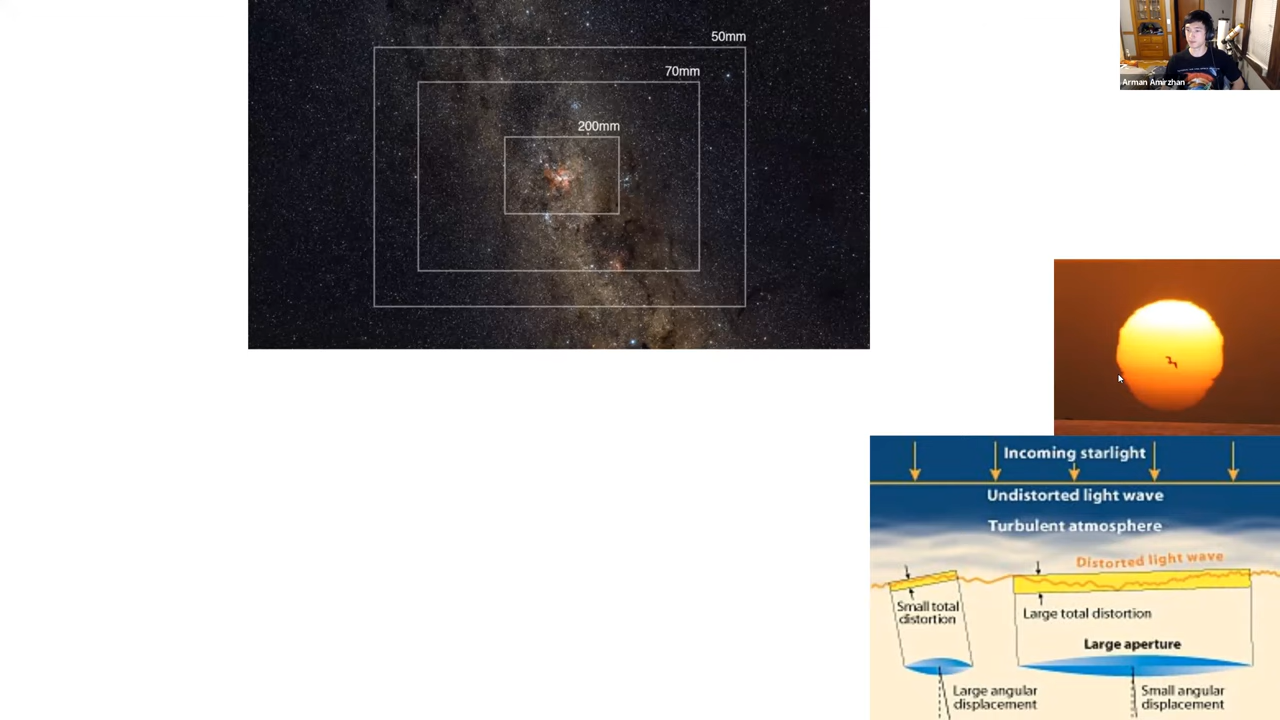 50mm
70mm
200mm
Arman Amirzhan
Incoming starlight
Undistorted light wave
Turbulent atmosphere
Distorted light wave
Small total
distortion
Large total distortion
Large aperture
Large angular
displacement
Small angular
displacement